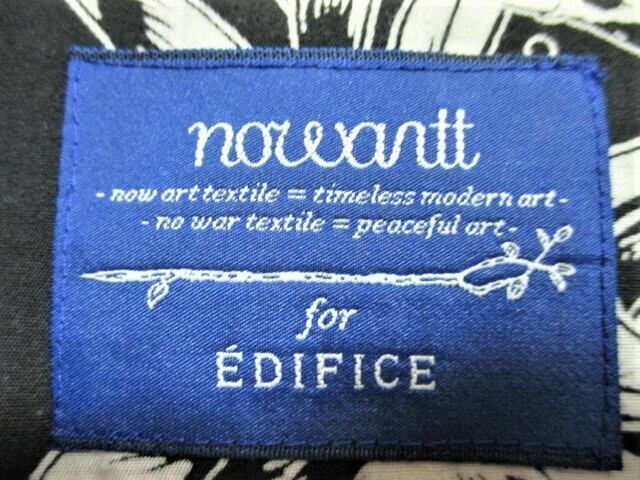 nowartt
- now art textile = timeless modern art -
- no war textile = peaceful art -
for
ÉDIFICE